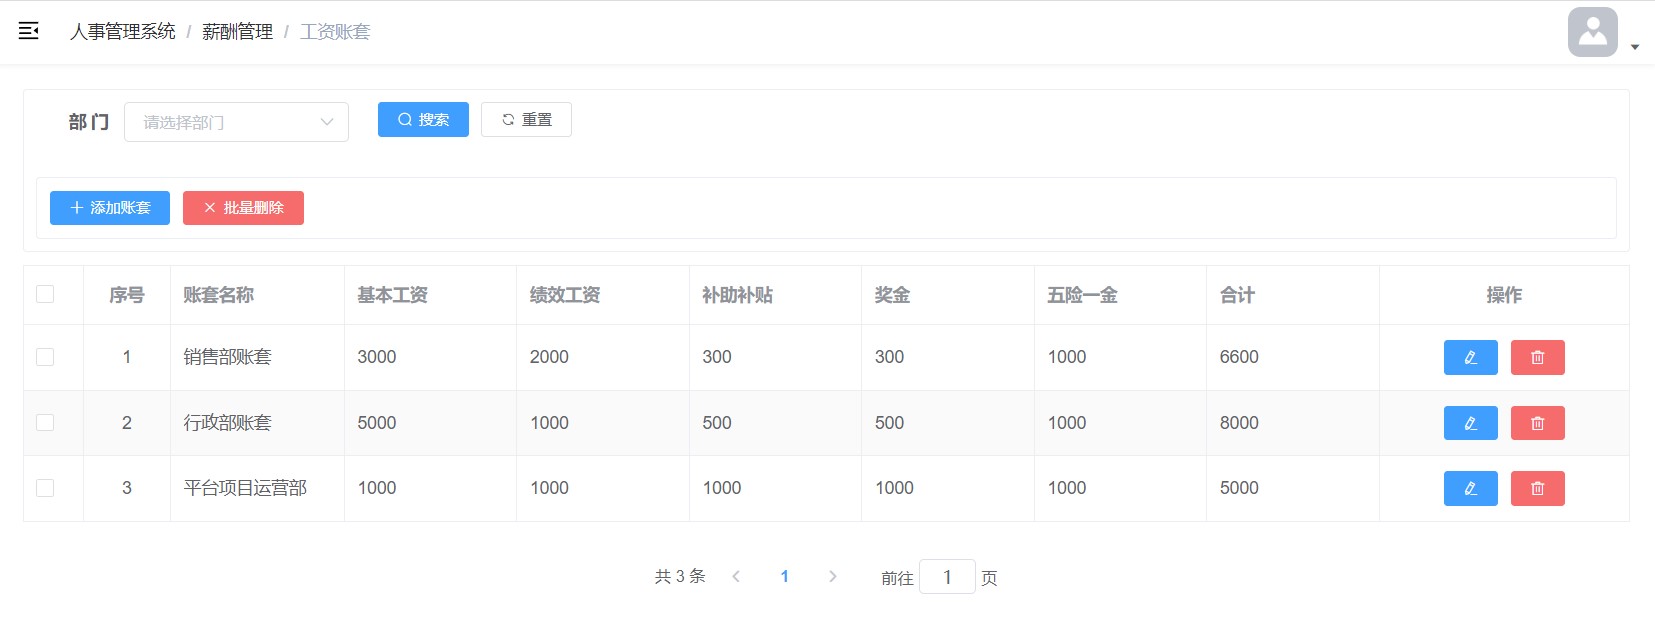 人事管理系统 / 薪酬管理 / 工资账套
部门 请选择部门 搜索 重置
添加账套 批量删除
序号 账套名称 基本工资 绩效工资 补助补贴 奖金 五险一金 合计 操作
1 销售部账套 3000 2000 300 300 1000 6600
2 行政部账套 5000 1000 500 500 1000 8000
3 平台项目运营部 1000 1000 1000 1000 1000 5000
共 3 条 1 前往 1 页